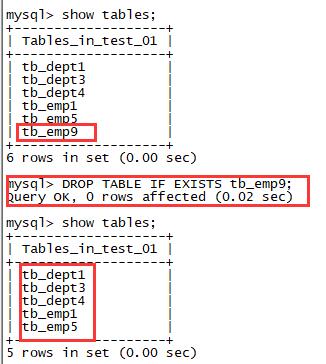 mysql> show tables;
+-------------------+
| Tables_in_test_01 |
+-------------------+
| tb_dept1
| tb_dept3
| tb_dept4
| tb_emp1
| tb_emp5
| tb_emp9
+-------------------+
6 rows in set (0.00 sec)
mysql> DROP TABLE IF EXISTS tb_emp9;
Query OK, 0 rows affected (0.02 sec)
mysql> show tables;
+-------------------+
| Tables_in_test_01 |
+-------------------+
| tb_dept1
| tb_dept3
| tb_dept4
| tb_emp1
| tb_emp5
+-------------------+
5 rows in set (0.00 sec)